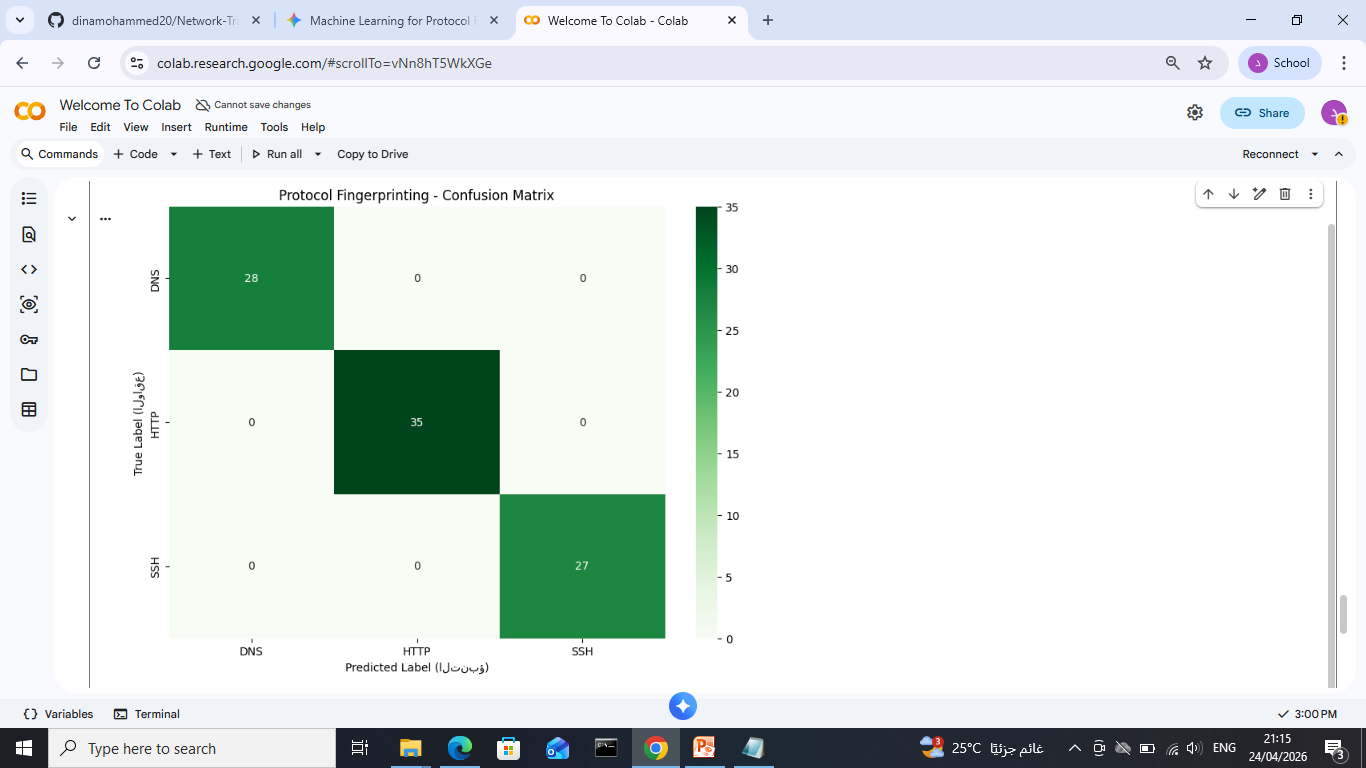 dinamohammed20/Network-Tra
Machine Learning for Protocol F
Welcome To Colab - Colab
colab.research.google.com/#scrollTo=vNn8hT5WkXGe
School
Welcome To Colab
Cannot save changes
Share
File Edit View Insert Runtime Tools Help
Commands + Code + Text Run all Copy to Drive
Reconnect
Protocol Fingerprinting - Confusion Matrix
DNS 28 0 0
HTTP 0 35 0
SSH 0 0 27
True Label (الواقع)
DNS HTTP SSH
Predicted Label (التنبؤ)
35
30
25
20
15
10
5
0
Variables Terminal
3:00 PM
Type here to search
3
25°C غائم جزئيًا
ENG
21:15
24/04/2026
3